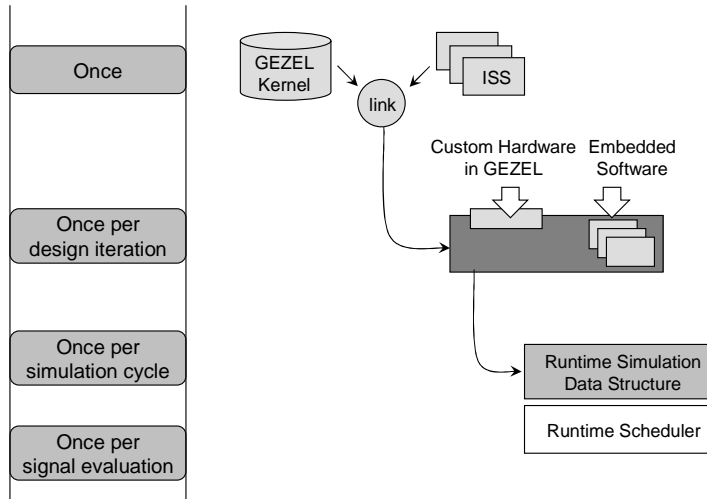 Once
GEZEL
Kernel
ISS
link
Custom Hardware
in GEZEL
Embedded
Software
Once per
design iteration
Once per
simulation cycle
Runtime Simulation
Data Structure
Runtime Scheduler
Once per
signal evaluation